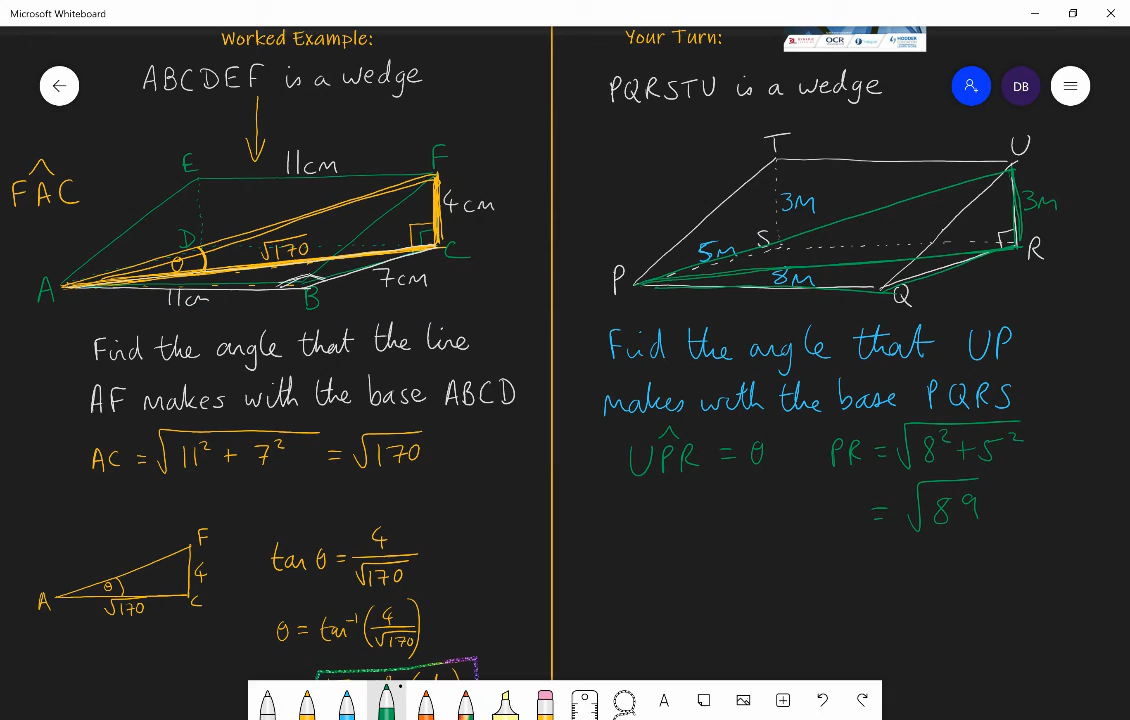 Microsoft Whiteboard
Worked Example:
ABCDEF is a wedge
FÂC
E
11cm
F
4cm
D
θ
√170
C
A
11cm
B
7cm
Find the angle that the line
AF makes with the base ABCD
AC = √11² + 7² = √170
F
4
A
θ
√170
C
tan θ = 4/√170
θ = tan⁻¹(4/√170)
Your Turn:
OCR
HODDER
PQRSTU is a wedge
DB
T
U
3M
3M
5M
S
R
P
8M
Q
Find the angle that UP
makes with the base PQRS
UP̂R = θ
PR = √8² + 5²
= √89
A